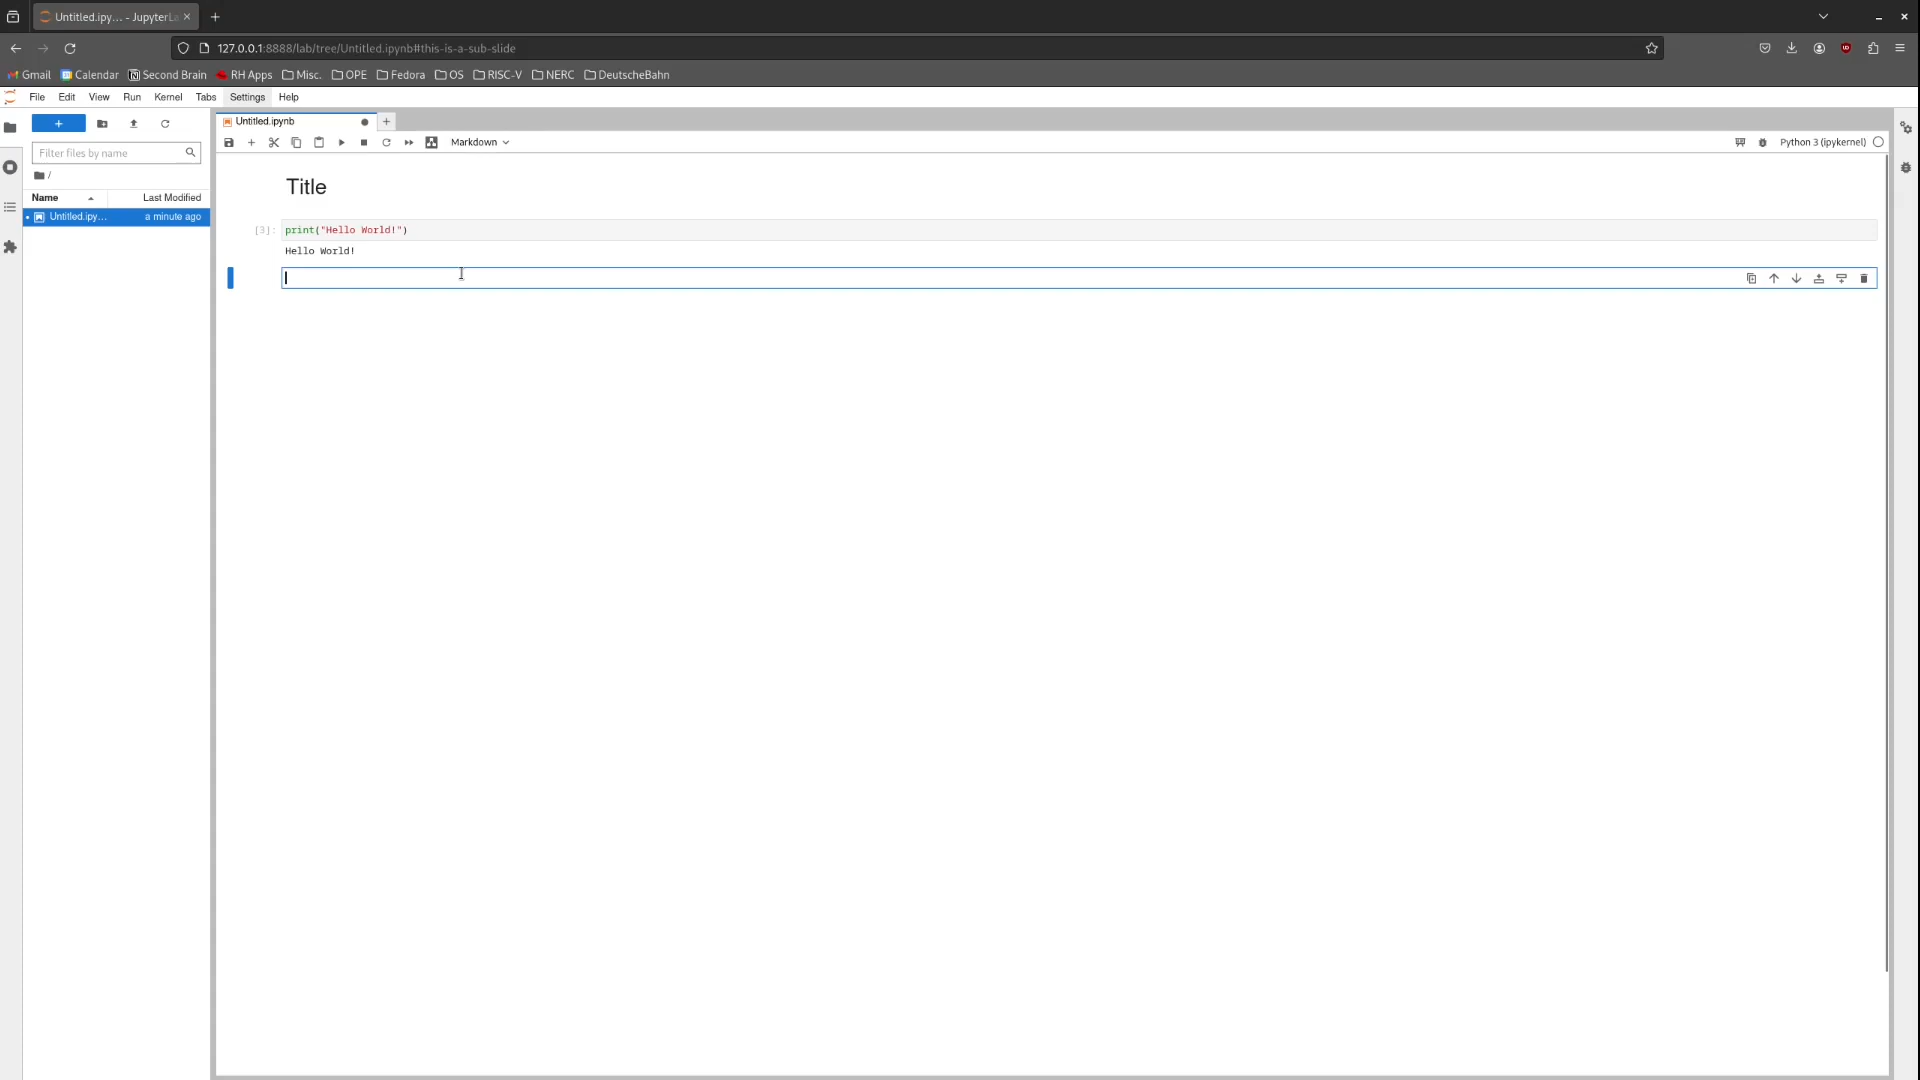 Untitled.ipy... - JupyterLa
127.0.0.1:8888/lab/tree/Untitled.ipynb#this-is-a-sub-slide
Gmail Calendar Second Brain RH Apps Misc. OPE Fedora OS RISC-V NERC DeutscheBahn
File Edit View Run Kernel Tabs Settings Help
Untitled.ipynb
Filter files by name
Markdown
Python 3 (ipykernel)
/
Name Last Modified
Untitled.ipy... a minute ago
Title
[3]: print("Hello World!")
Hello World!